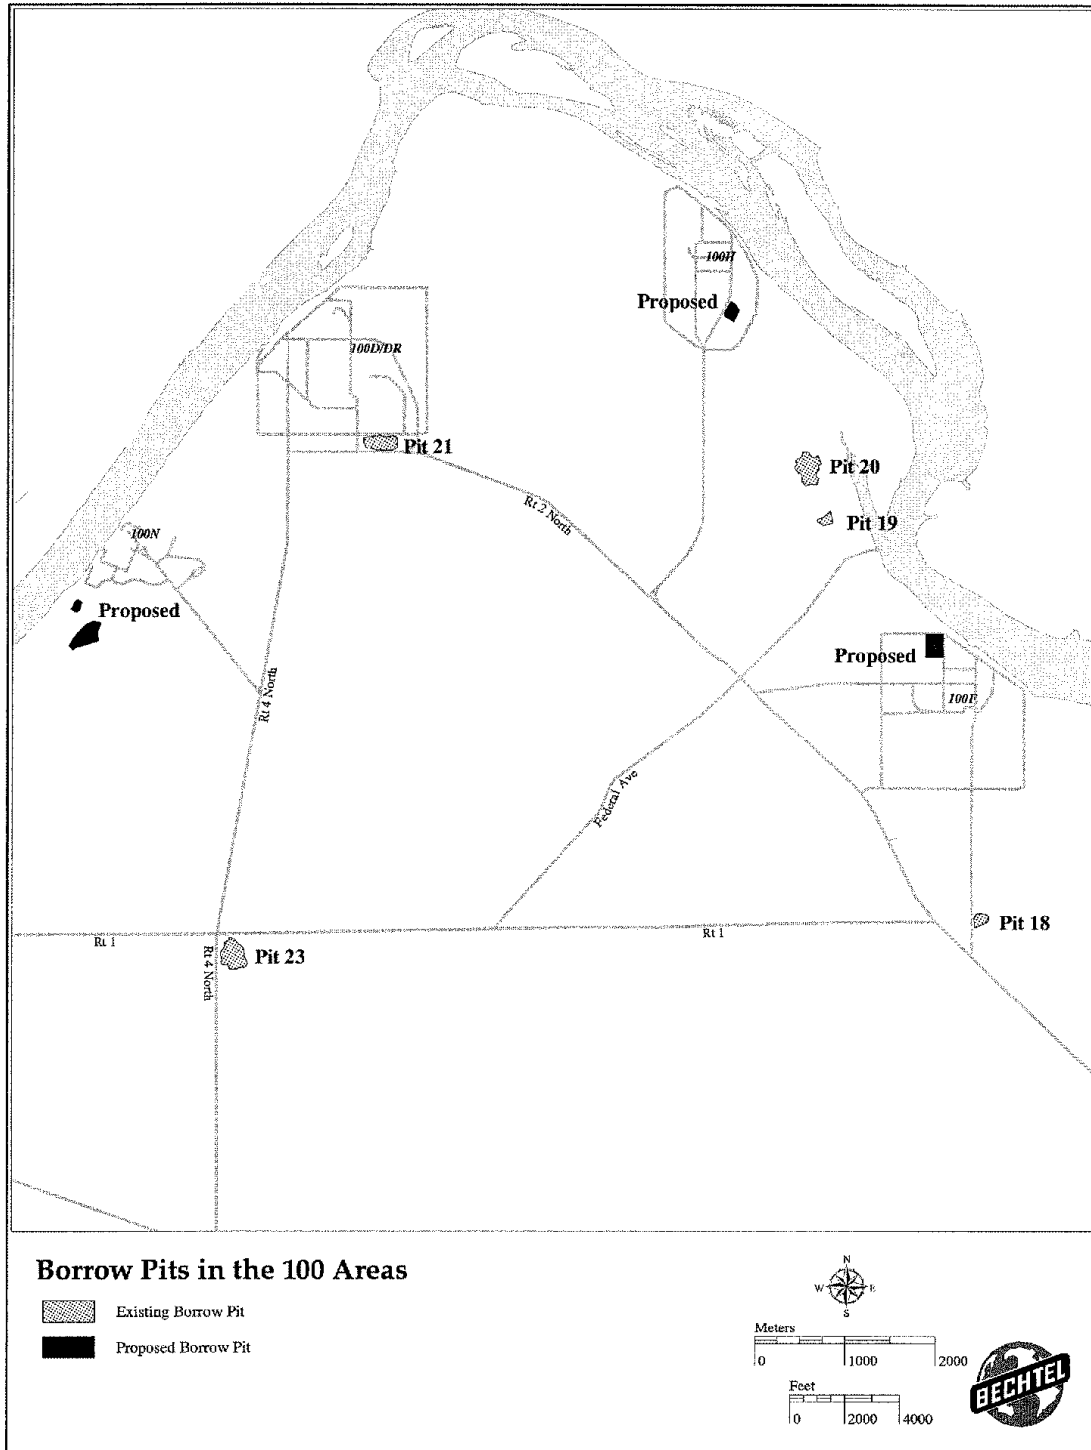 100H
Proposed
100D/DR
Pit 21
Pit 20
Rt 2 North
Pit 19
100N
Proposed
Proposed
Rt 4 North
100F
Federal Ave
Pit 18
Rt 1
Rt 1
Rt 4 North
Pit 23
Borrow Pits in the 100 Areas
Existing Borrow Pit
Proposed Borrow Pit
N
W E
S
Meters
0 1000 2000
Feet
0 2000 4000
BECHTEL